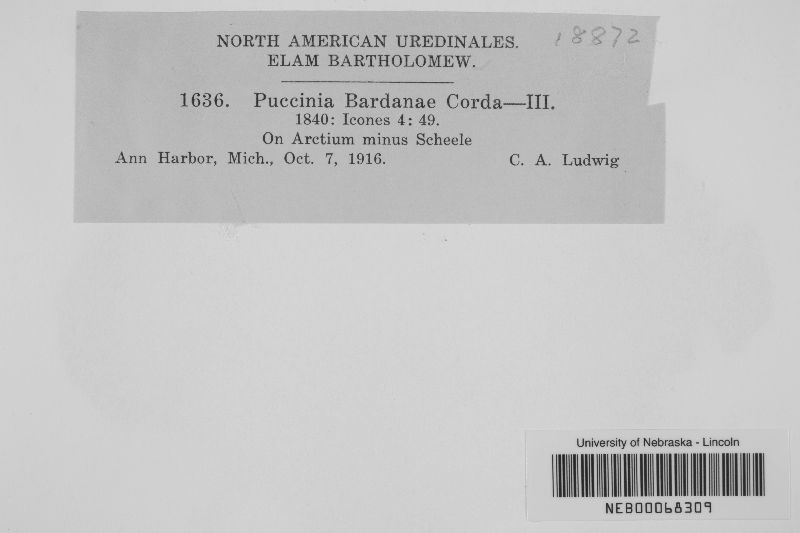 NORTH AMERICAN UREDINALES. 18872
ELAM BARTHOLOMEW.
1636. Puccinia Bardanae Corda—III.
1840: Icones 4: 49.
On Arctium minus Scheele
Ann Harbor, Mich., Oct. 7, 1916. C. A. Ludwig
University of Nebraska - Lincoln
NEB00068309